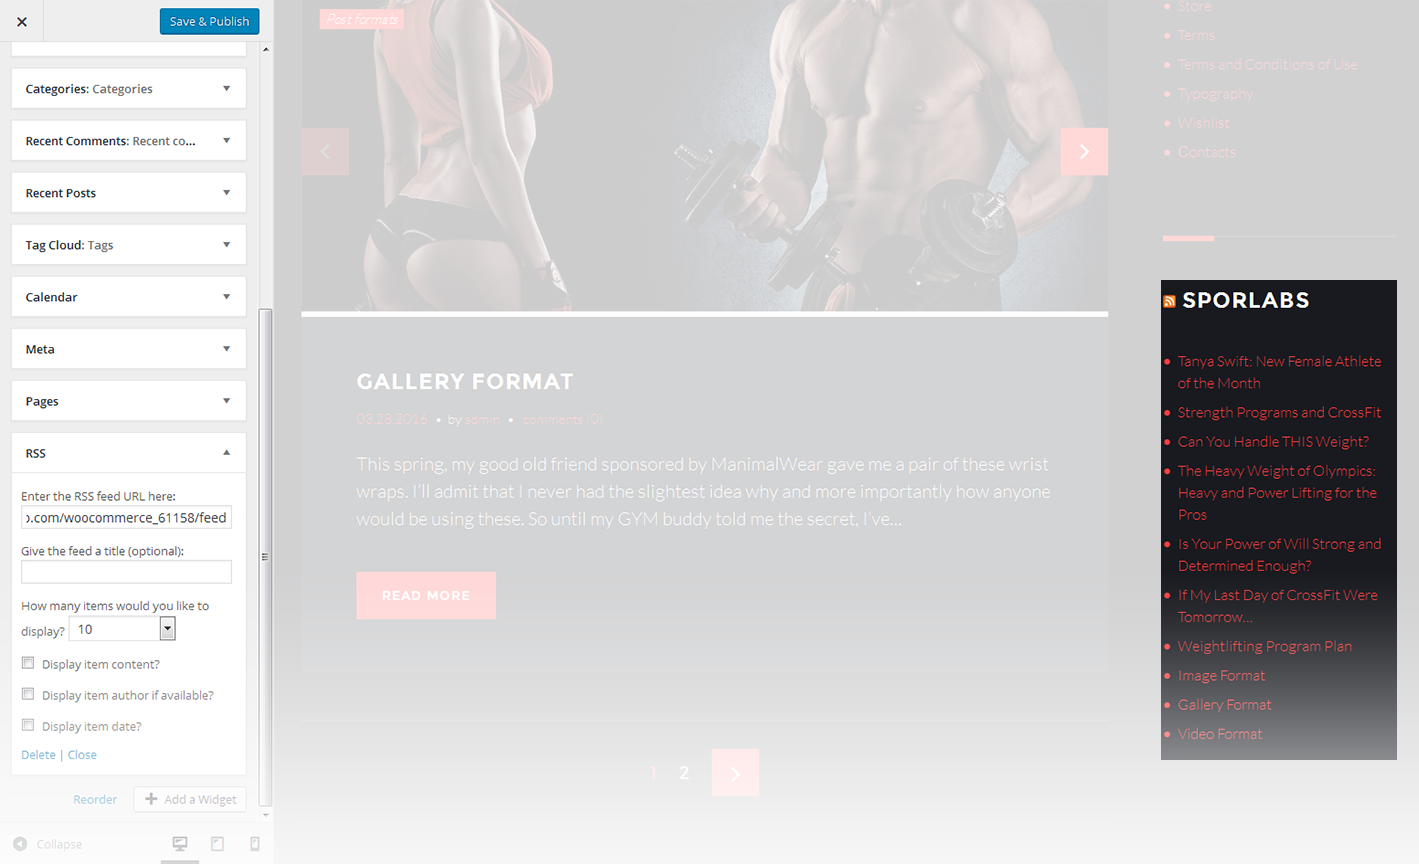 Save & Publish
Categories: Categories
Recent Comments: Recent co...
Recent Posts
Tag Cloud: Tags
Calendar
Meta
Pages
RSS
Enter the RSS feed URL here:
.com/woocommerce_61158/feed
Give the feed a title (optional):
How many items would you like to
display? 10
Display item content?
Display item author if available?
Display item date?
Delete | Close
Reorder
Add a Widget
Collapse
Post formats
GALLERY FORMAT
03.28.2016 • by admin • comments (0)
This spring, my good old friend sponsored by ManimalWear gave me a pair of these wrist
wraps. I'll admit that I never had the slightest idea why and more importantly how anyone
would be using these. So until my GYM buddy told me the secret, I've...
READ MORE
1 2
Store
Terms
Terms and Conditions of Use
Typography
Wishlist
Contacts
SPORLABS
Tanya Swift: New Female Athlete
of the Month
Strength Programs and CrossFit
Can You Handle THIS Weight?
The Heavy Weight of Olympics:
Heavy and Power Lifting for the
Pros
Is Your Power of Will Strong and
Determined Enough?
If My Last Day of CrossFit Were
Tomorrow...
Weightlifting Program Plan
Image Format
Gallery Format
Video Format